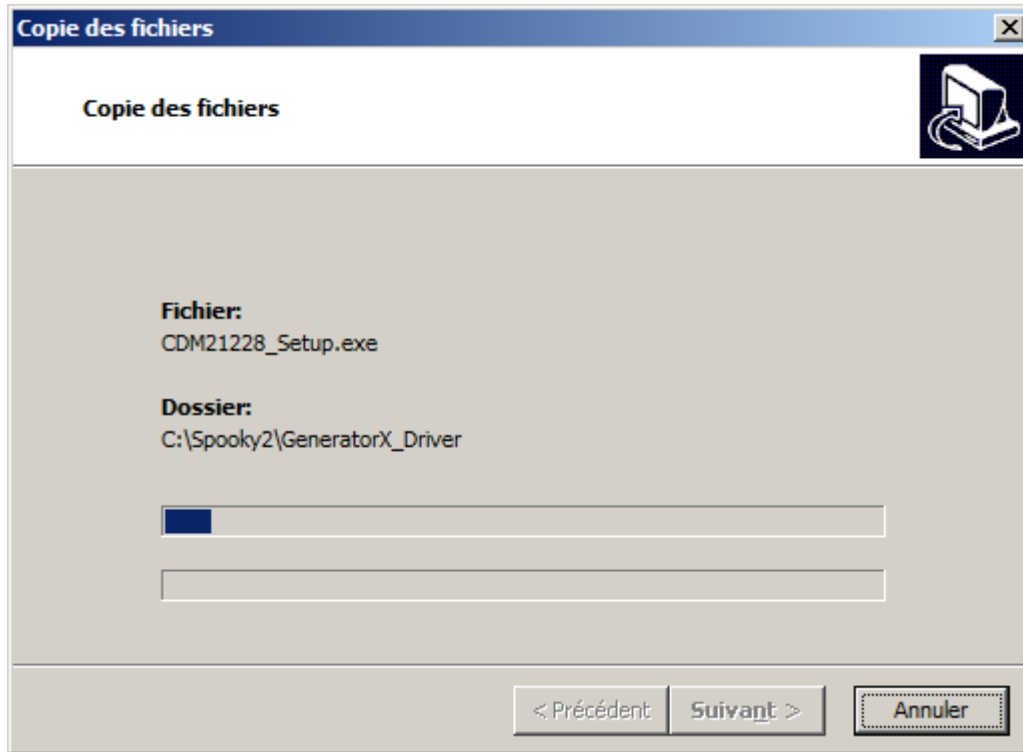 Copie des fichiers
Copie des fichiers
Fichier:
CDM21228_Setup.exe
Dossier:
C:\Spooky2\GeneratorX_Driver
< Précédent
Suivant >
Annuler